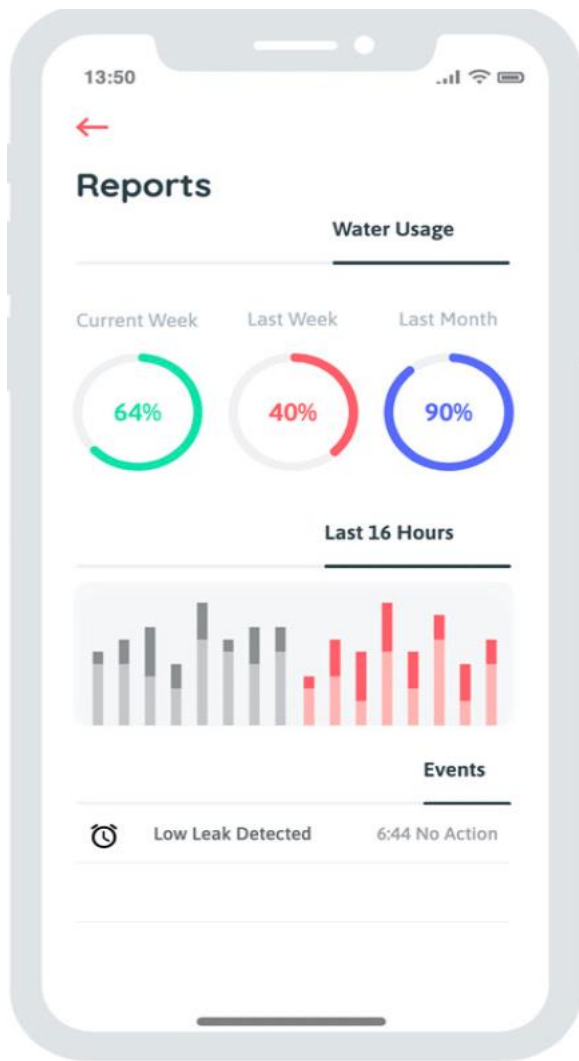 13:50
Reports
Water Usage
Current Week Last Week Last Month
64% 40% 90%
Last 16 Hours
Events
Low Leak Detected 6:44 No Action